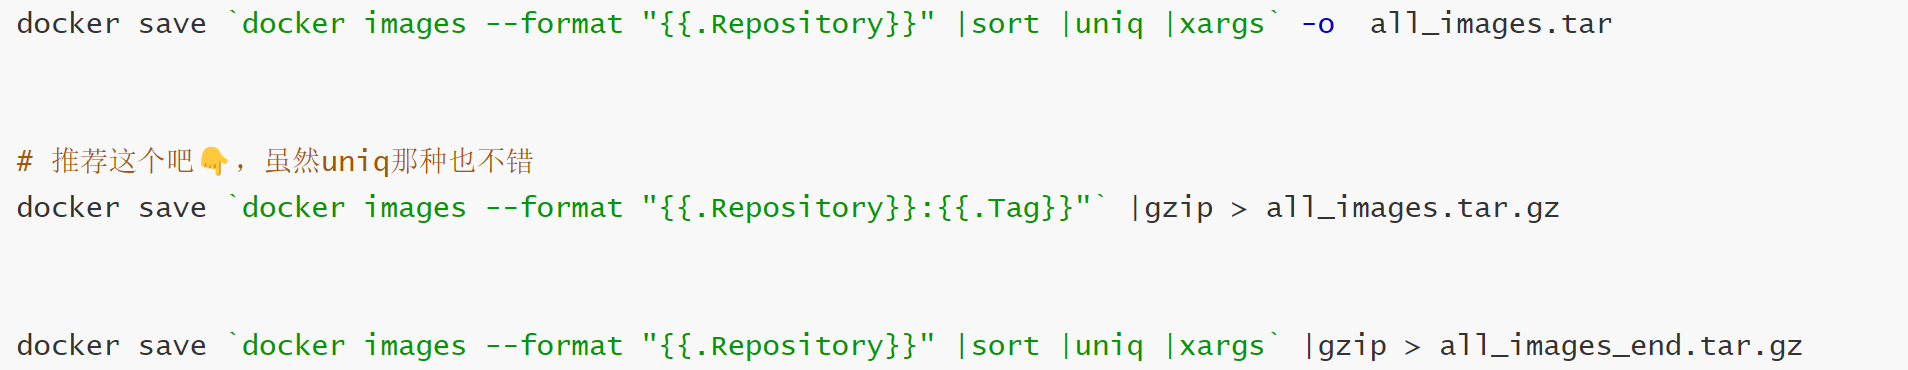 docker save `docker images --format "{{.Repository}}" |sort |uniq |xargs` -o  all_images.tar
# 推荐这个吧👇，虽然uniq那种也不错
docker save `docker images --format "{{.Repository}}:{{.Tag}}"` |gzip > all_images.tar.gz
docker save `docker images --format "{{.Repository}}" |sort |uniq |xargs` |gzip > all_images_end.tar.gz